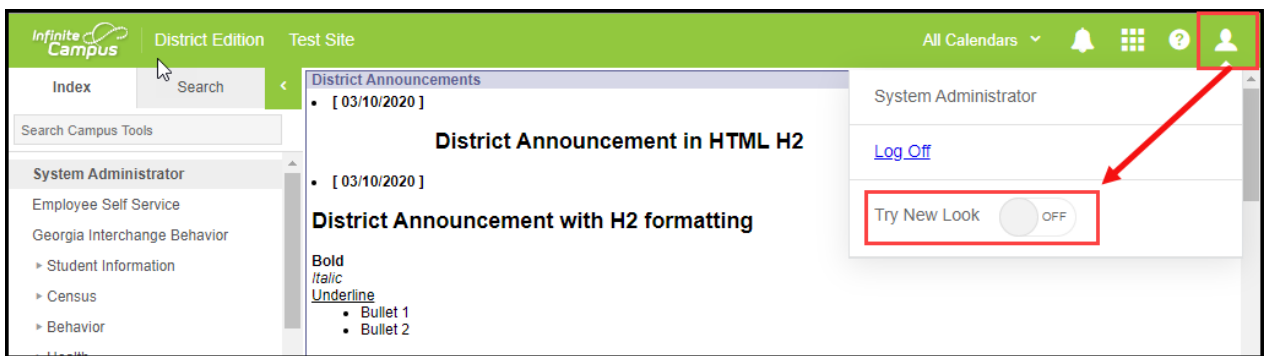 Infinite Campus District Edition Test Site All Calendars
Index Search
Search Campus Tools
System Administrator
Employee Self Service
Georgia Interchange Behavior
Student Information
Census
Behavior
Health
District Announcements
• [ 03/10/2020 ]
District Announcement in HTML H2
• [ 03/10/2020 ]
District Announcement with H2 formatting
Bold
Italic
Underline
• Bullet 1
• Bullet 2
System Administrator
Log Off
Try New Look OFF